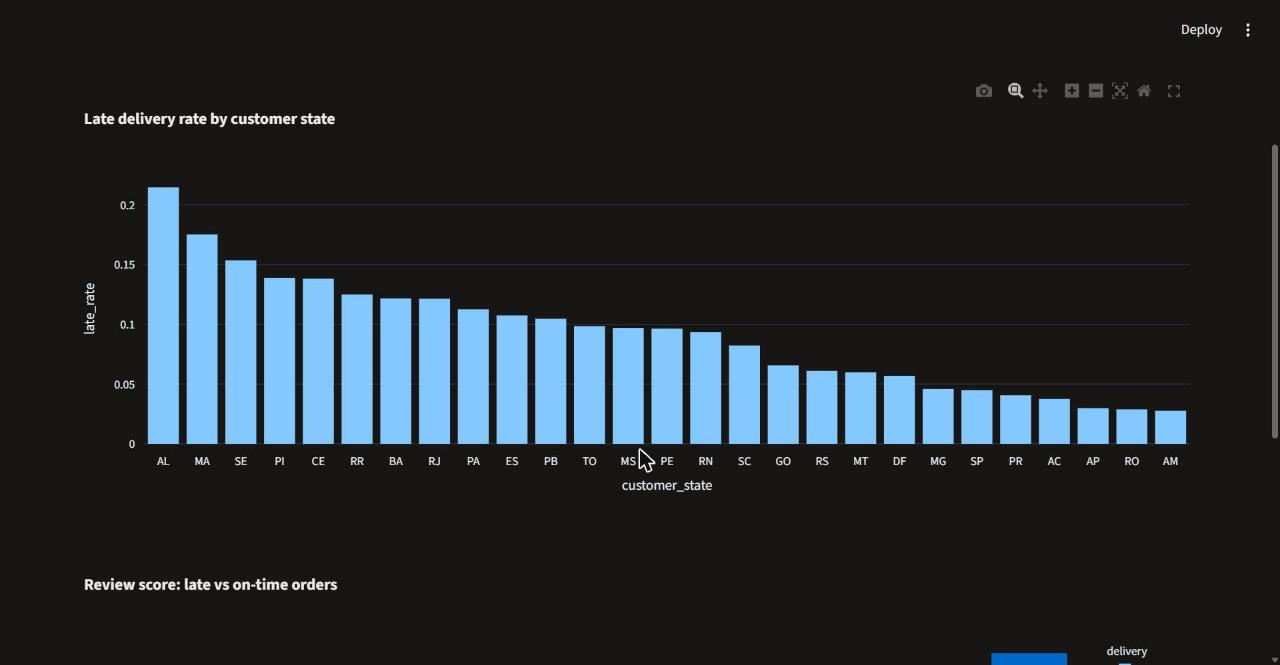 Deploy
Late delivery rate by customer state
0.2
0.15
0.1
0.05
0
late_rate
AL MA SE PI CE RR BA RJ PA ES PB TO MS PE RN SC GO RS MT DF MG SP PR AC AP RO AM
customer_state
Review score: late vs on-time orders
delivery